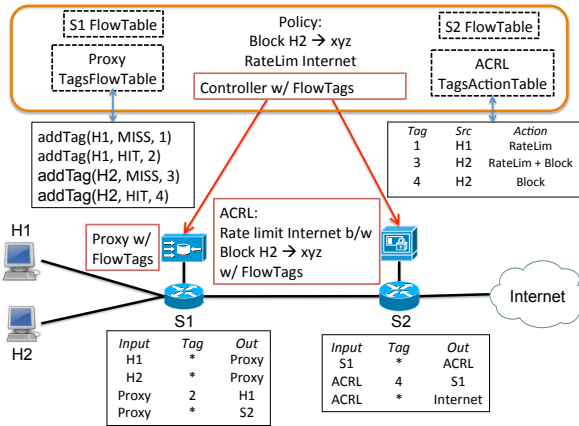 S1 FlowTable
Policy:
Block H2 → xyz
RateLim Internet
S2 FlowTable
Proxy
TagsFlowTable
ACRL
TagsActionTable
Controller w/ FlowTags
addTag(H1, MISS, 1)
addTag(H1, HIT, 2)
addTag(H2, MISS, 3)
addTag(H2, HIT, 4)
Tag Src Action
1 H1 RateLim
3 H2 RateLim + Block
4 H2 Block
H1
Proxy w/
FlowTags
ACRL:
Rate limit Internet b/w
Block H2 → xyz
w/ FlowTags
Internet
H2
S1
S2
Input Tag Out
H1 * Proxy
H2 * Proxy
Proxy 2 H1
Proxy * S2
Input Tag Out
S1 * ACRL
ACRL 4 S1
ACRL * Internet